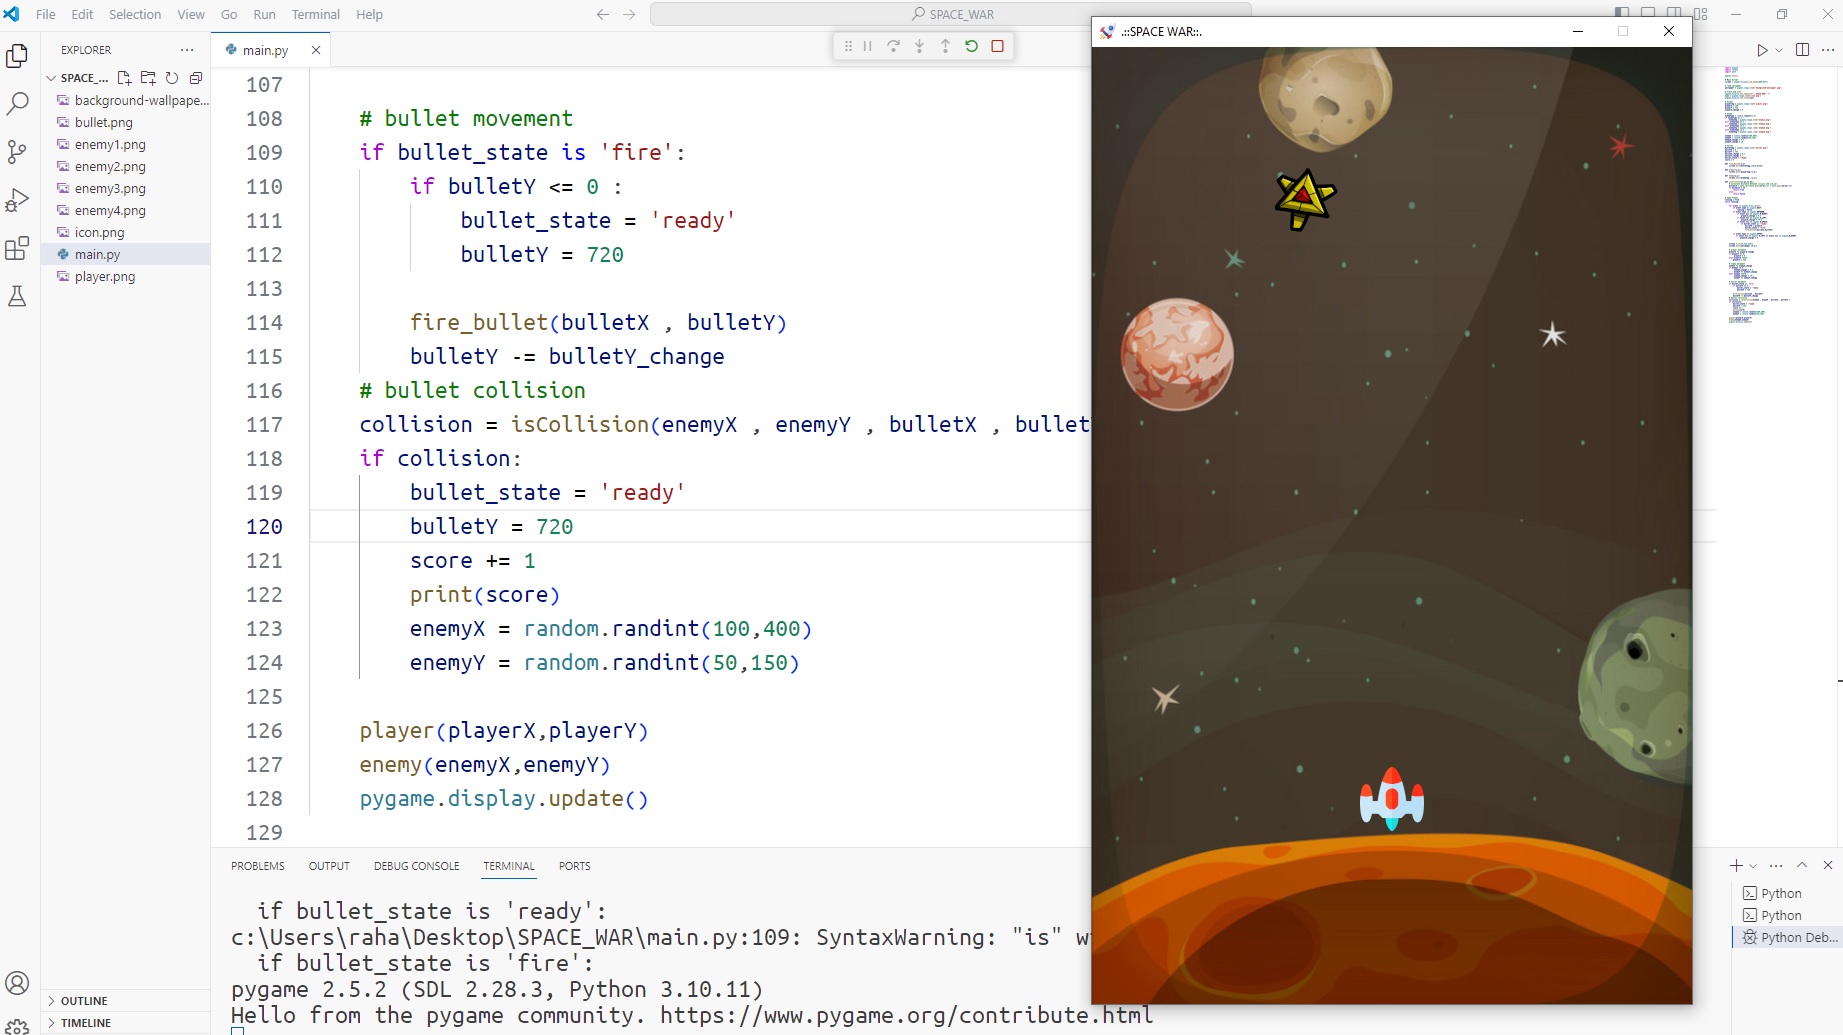 File Edit Selection View Go Run Terminal Help
SPACE_WAR
EXPLORER
SPACE_...
background-wallpape...
bullet.png
enemy1.png
enemy2.png
enemy3.png
enemy4.png
icon.png
main.py
player.png
OUTLINE
TIMELINE
main.py
107
108 # bullet movement
109 if bullet_state is 'fire':
110 if bulletY <= 0 :
111 bullet_state = 'ready'
112 bulletY = 720
113
114 fire_bullet(bulletX , bulletY)
115 bulletY -= bulletY_change
116 # bullet collision
117 collision = isCollision(enemyX , enemyY , bulletX , bullet
118 if collision:
119 bullet_state = 'ready'
120 bulletY = 720
121 score += 1
122 print(score)
123 enemyX = random.randint(100,400)
124 enemyY = random.randint(50,150)
125
126 player(playerX,playerY)
127 enemy(enemyX,enemyY)
128 pygame.display.update()
129
.::SPACE WAR::.
PROBLEMS OUTPUT DEBUG CONSOLE TERMINAL PORTS
if bullet_state is 'ready':
c:\Users\raha\Desktop\SPACE_WAR\main.py:109: SyntaxWarning: "is" w
if bullet_state is 'fire':
pygame 2.5.2 (SDL 2.28.3, Python 3.10.11)
Hello from the pygame community. https://www.pygame.org/contribute.html
Python
Python
Python Deb...